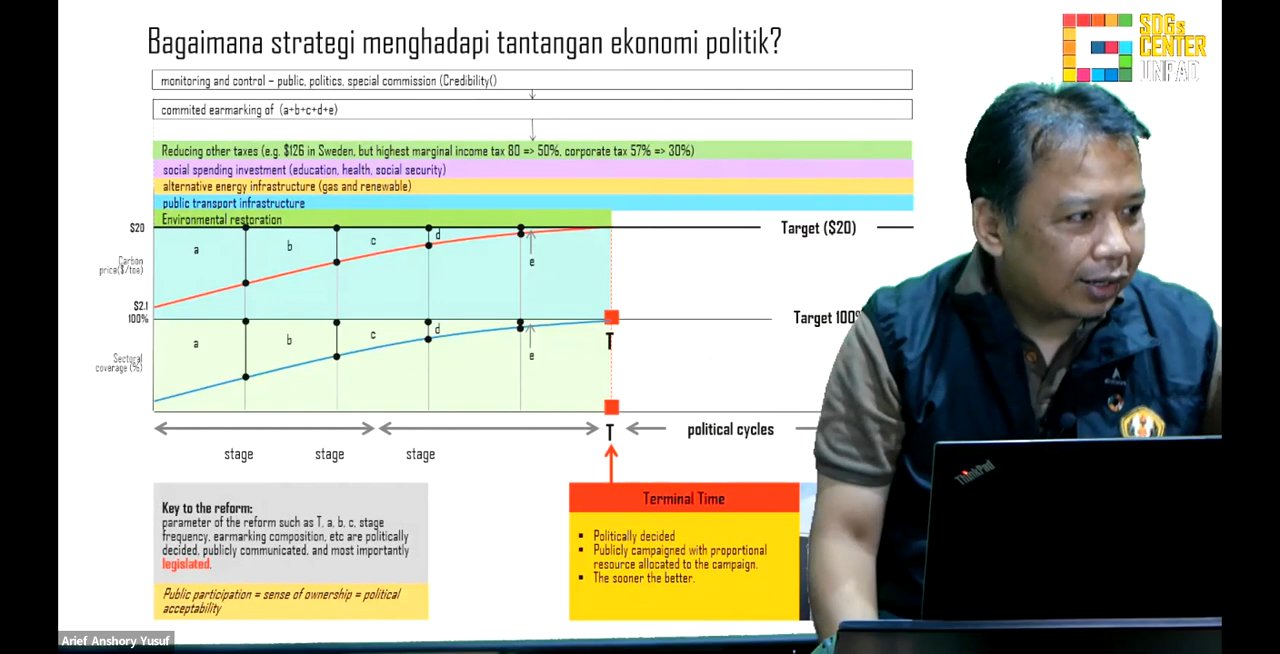 Bagaimana strategi menghadapi tantangan ekonomi politik?
SDGs
CENTER
UNPAD
monitoring and control – public, politics, special commission (Credibility()
commited earmarking of (a+b+c+d+e)
Reducing other taxes (e.g. $126 in Sweden, but highest marginal income tax 80 => 50%, corporate tax 57% => 30%)
social spending investment (education, health, social security)
alternative energy infrastructure (gas and renewable)
public transport infrastructure
Environmental restoration
$20
Target ($20)
a
b
c
d
e
Carbon
price($/toe)
$2.1
100%
Target 100%
T
a
b
c
d
e
Sectoral
coverage (%)
T
political cycles
stage
stage
stage
Key to the reform:
parameter of the reform such as T, a, b, c, stage
frequency, earmarking composition, etc are politically
decided, publicly communicated, and most importantly
legislated.
Public participation = sense of ownership = political
acceptability
Terminal Time
Politically decided
Publicly campaigned with proportional
resource allocated to the campaign.
The sooner the better.
ThinkPad
Arief Anshory Yusuf